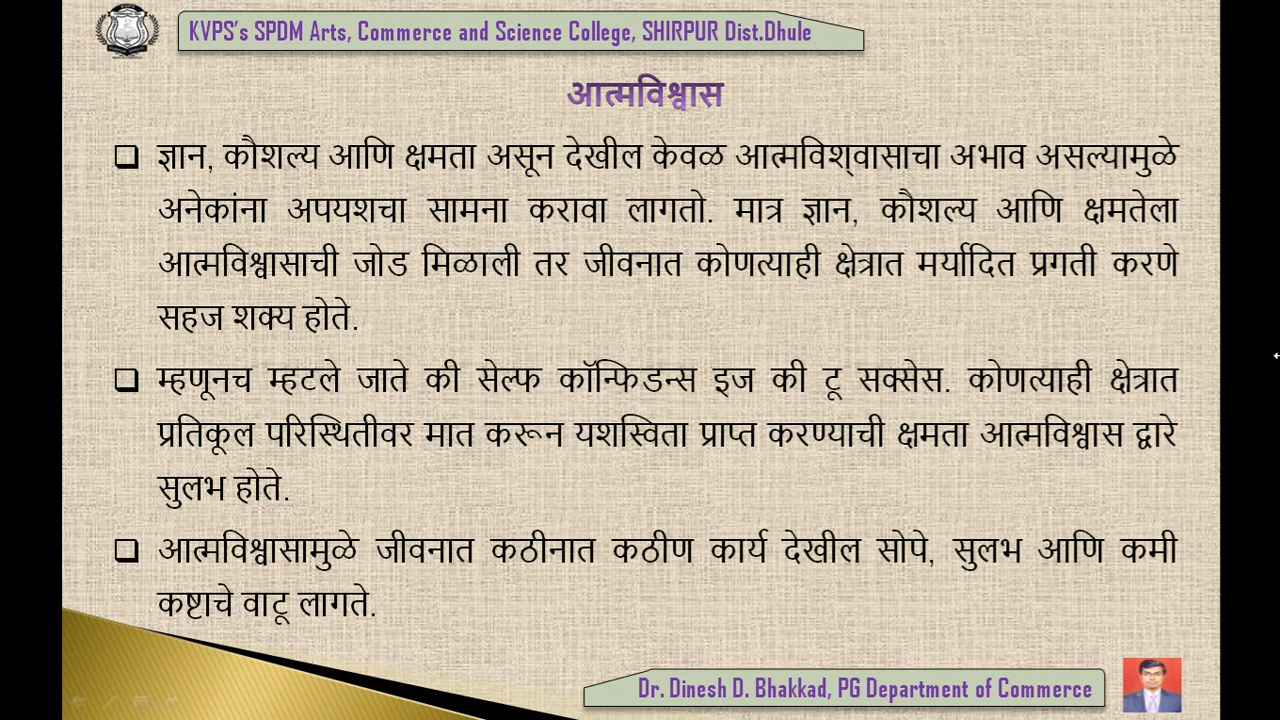 KVPS's SPDM Arts, Commerce and Science College, SHIRPUR Dist.Dhule
आत्मविश्वास
ज्ञान, कौशल्य आणि क्षमता असून देखील केवळ आत्मविश्‍वासाचा अभाव असल्यामुळे
अनेकांना अपयशचा सामना करावा लागतो. मात्र ज्ञान, कौशल्य आणि क्षमतेला
आत्मविश्वासाची जोड मिळाली तर जीवनात कोणत्याही क्षेत्रात मर्यादित प्रगती करणे
सहज शक्य होते.
म्हणूनच म्हटले जाते की सेल्फ कॉन्फिडन्स इज की टू सक्सेस. कोणत्याही क्षेत्रात
प्रतिकूल परिस्थितीवर मात करून यशस्विता प्राप्त करण्याची क्षमता आत्मविश्वास द्वारे
सुलभ होते.
आत्मविश्वासामुळे जीवनात कठीनात कठीण कार्य देखील सोपे, सुलभ आणि कमी
कष्टाचे वाटू लागते.
Dr. Dinesh D. Bhakkad, PG Department of Commerce